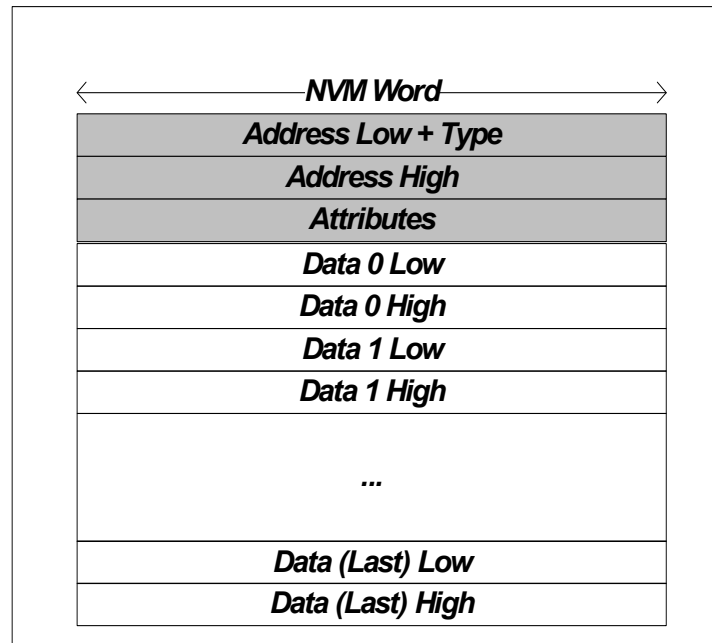 NVM Word
Address Low + Type
Address High
Attributes
Data 0 Low
Data 0 High
Data 1 Low
Data 1 High
...
Data (Last) Low
Data (Last) High